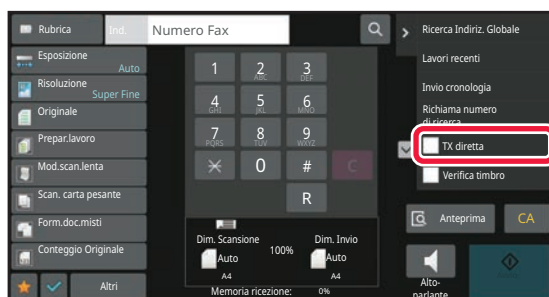 Rubrica
Ind.
Numero Fax
Esposizione
Auto
Risoluzione
Super Fine
Originale
Prepar.lavoro
Mod.scan.lenta
Scan. carta pesante
Form.doc.misti
Conteggio Originale
Altri
1
2
ABC
3
DEF
4
GHI
5
JKL
6
MNO
7
PQRS
8
TUV
9
WXYZ
0
#
C
R
Dim. Scansione
Auto
A4
100%
Dim. Invio
Auto
A4
Memoria ricezione: 0%
Ricerca Indiriz. Globale
Lavori recenti
Invio cronologia
Richiama numero
di ricerca
TX diretta
Verifica timbro
Anteprima
CA
Alto-
parlante